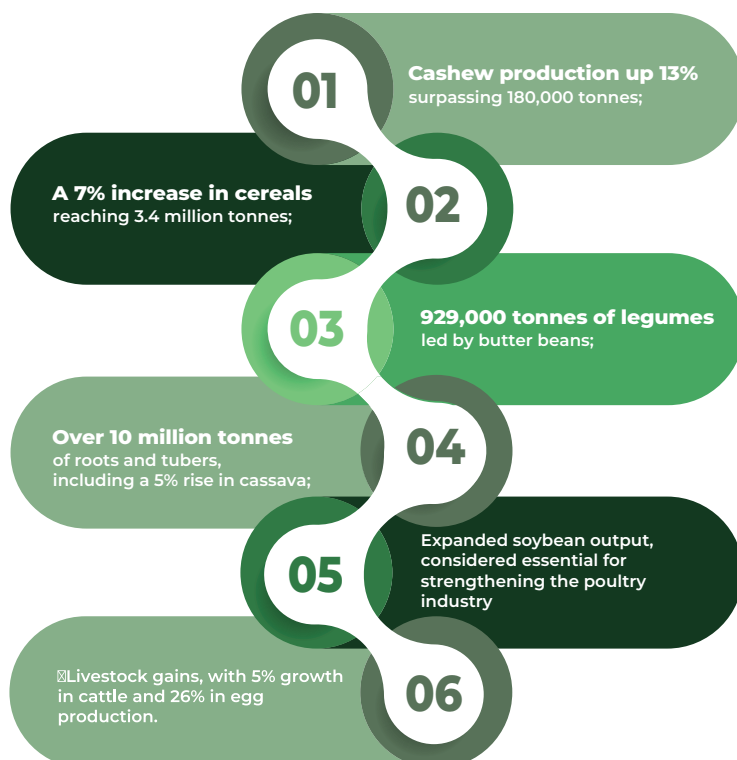 01
Cashew production up 13%
surpassing 180,000 tonnes;
A 7% increase in cereals
reaching 3.4 million tonnes;
02
03
929,000 tonnes of legumes
led by butter beans;
Over 10 million tonnes
of roots and tubers,
including a 5% rise in cassava;
04
05
Expanded soybean output,
considered essential for
strengthening the poultry
industry
Livestock gains, with 5% growth
in cattle and 26% in egg
production.
06